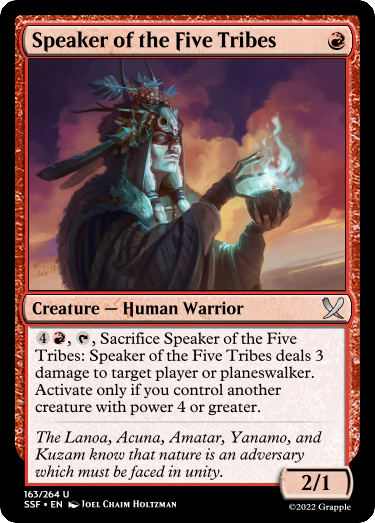 Speaker of the Five Tribes
Creature — Human Warrior
4 , , Sacrifice Speaker of the Five
Tribes: Speaker of the Five Tribes deals 3
damage to target player or planeswalker.
Activate only if you control another
creature with power 4 or greater.
The Lanoa, Acuna, Amatar, Yanamo, and
Kuzam know that nature is an adversary
which must be faced in unity.
2/1
163/264 U
SSF • EN Joel Chaim Holtzman
©2022 Grapple